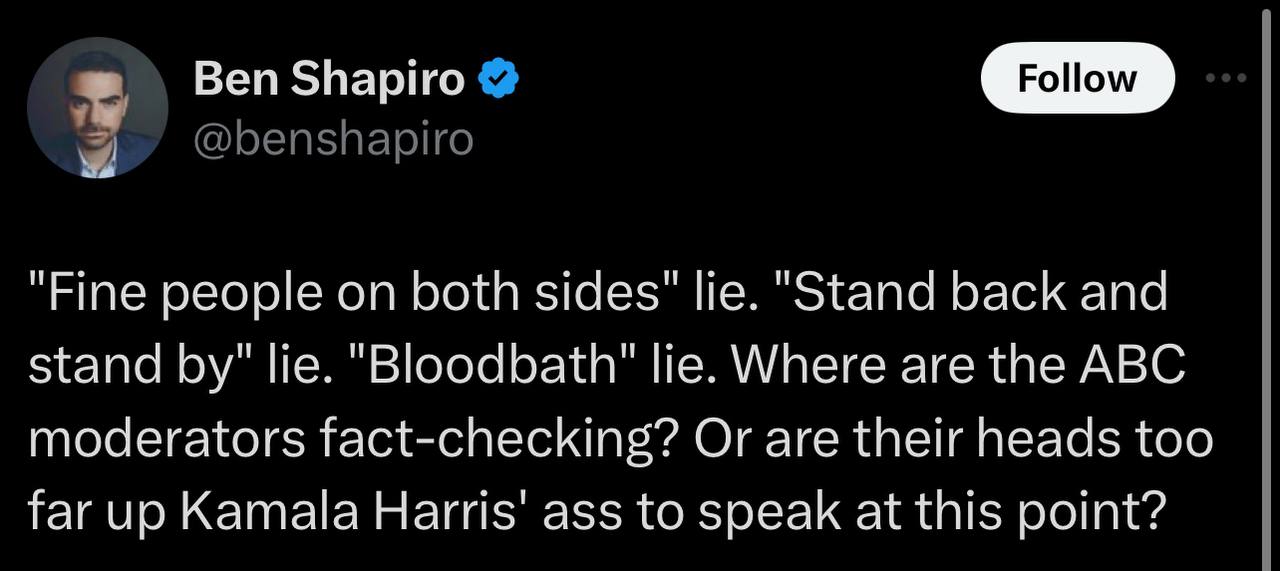 Ben Shapiro
@benshapiro
Follow
"Fine people on both sides" lie. "Stand back and
stand by" lie. "Bloodbath" lie. Where are the ABC
moderators fact-checking? Or are their heads too
far up Kamala Harris' ass to speak at this point?